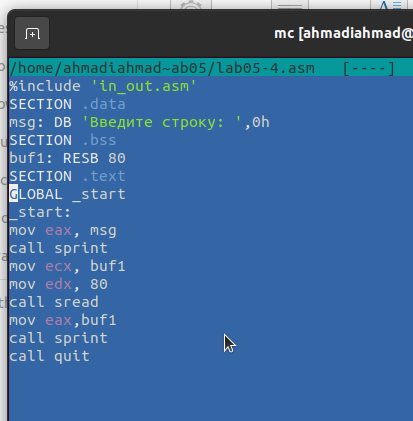 mc [ahmadiahmad@
/home/ahmadiahmad~ab05/lab05-4.asm [----]
%include 'in_out.asm'
SECTION .data
msg: DB 'Введите строку: ',0h
SECTION .bss
buf1: RESB 80
SECTION .text
GLOBAL _start
_start:
mov eax, msg
call sprint
mov ecx, buf1
mov edx, 80
call sread
mov eax,buf1
call sprint
call quit